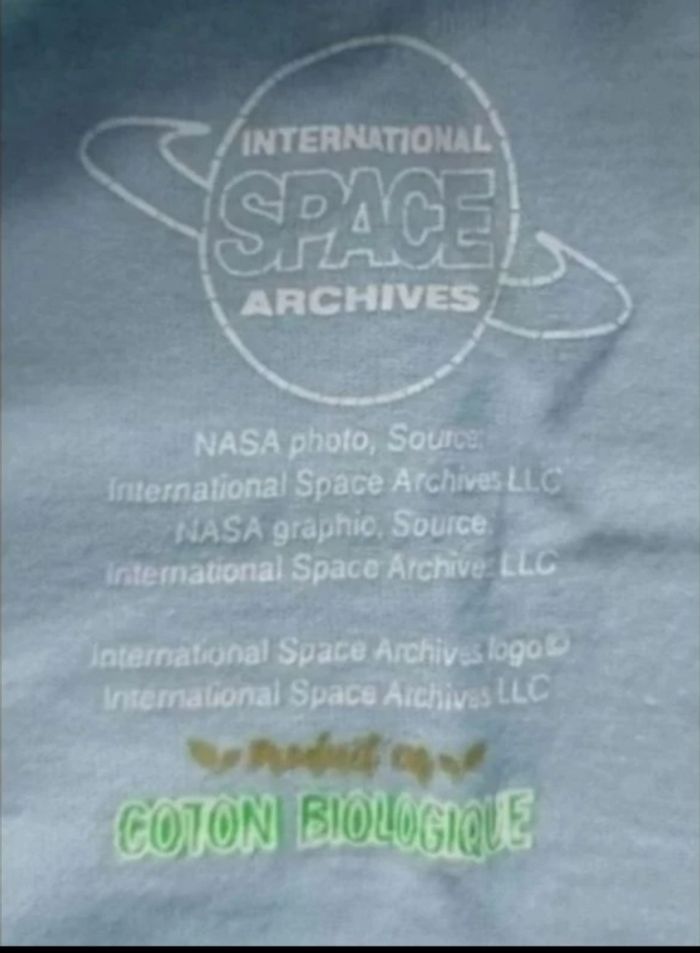 INTERNATIONAL
SPACE
ARCHIVES
NASA photo, Source:
International Space Archives LLC
NASA graphic, Source
International Space Archive LLC
International Space Archives logo©
International Space Archives LLC
COTON BIOLOGIQUE